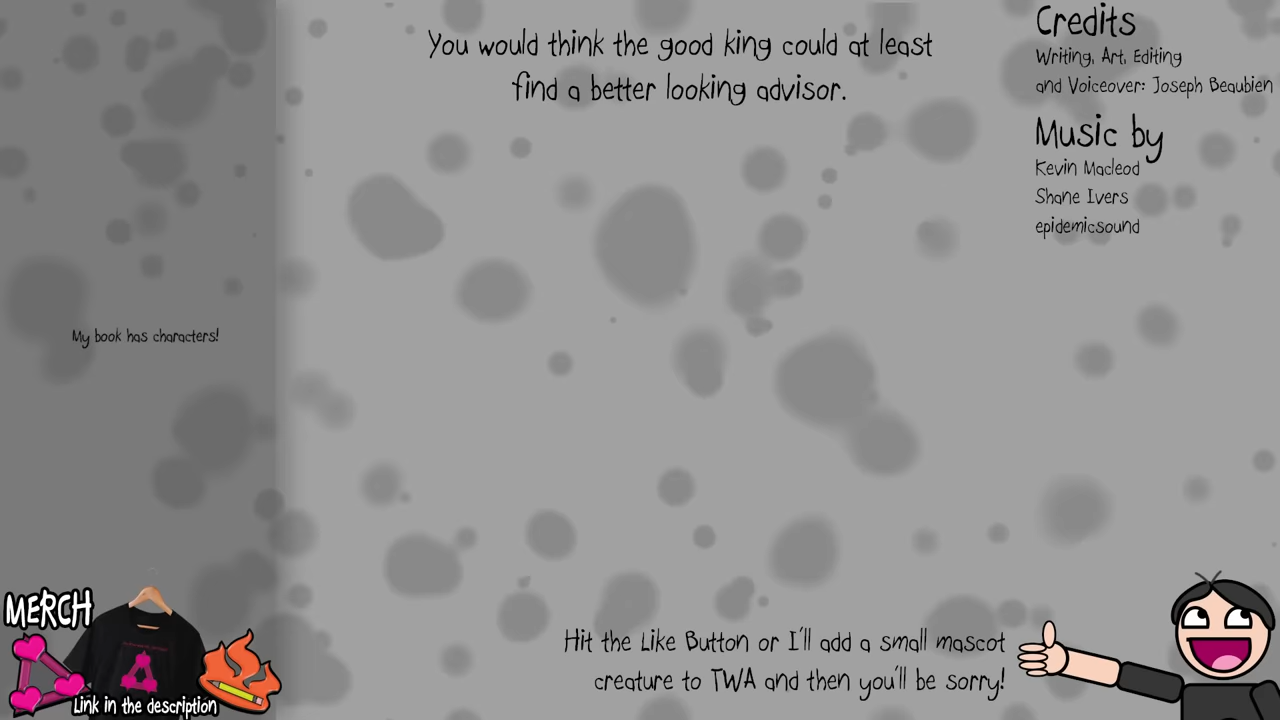 You would think the good king could at least
find a better looking advisor.
Credits
Writing, Art, Editing
and Voiceover: Joseph Beaubien
Music by
Kevin Macleod
Shane Ivers
epidemicsound
My book has characters!
MERCH
Link in the description
Hit the Like Button or I'll add a small mascot
creature to TWA and then you'll be sorry!